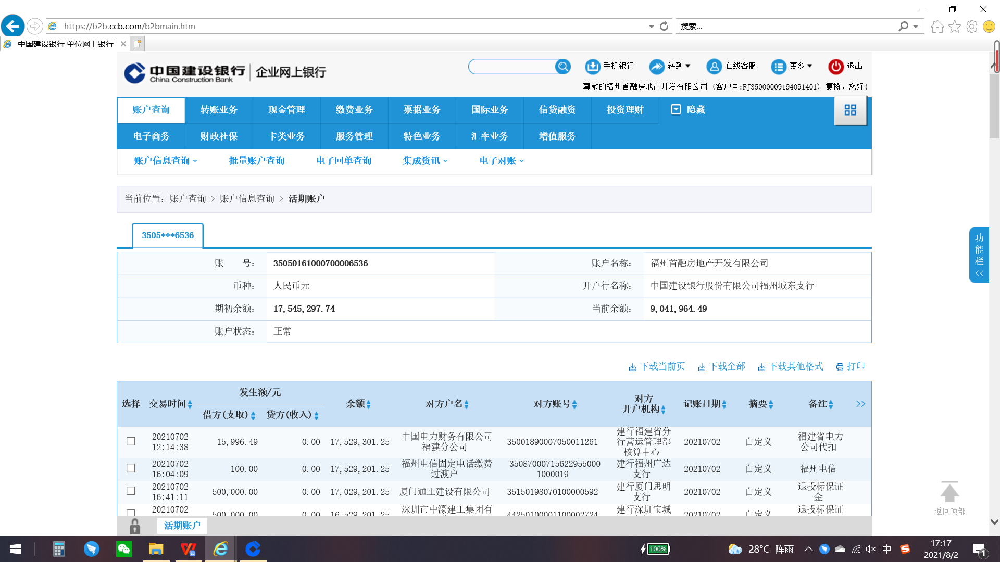 https://b2b.ccb.com/b2bmain.htm
搜索...
中国建设银行 单位网上银行
中国建设银行 企业网上银行
China Construction Bank
手机银行 转到 在线客服 更多 退出
尊敬的福州首融房地产开发有限公司（客户号:FJ35000009194091401）复核，您好！
账户查询 转账业务 现金管理 缴费业务 票据业务 国际业务 信贷融资 投资理财 隐藏
电子商务 财政社保 卡类业务 服务管理 特色业务 汇率业务 增值服务
账户信息查询 批量账户查询 电子回单查询 集成资讯 电子对账
当前位置：账户查询 > 账户信息查询 > 活期账户
3505***6536
账 号： 35050161000700006536 账户名称： 福州首融房地产开发有限公司
币种： 人民币元 开户行名称： 中国建设银行股份有限公司福州城东支行
期初余额： 17,545,297.74 当前余额： 9,041,964.49
账户状态： 正常
功能栏
<<
下载当前页 下载全部 下载其他格式 打印
选择 交易时间 发生额/元 余额 对方户名 对方账号 对方 开户机构 记账日期 摘要 备注 >>
借方(支取) 贷方(收入)
20210702 12:14:38 15,996.49 0.00 17,529,301.25 中国电力财务有限公司福建分公司 35001890007050011261 建行福建省分行营运管理部核算中心 20210702 自定义 福建省电力公司代扣
20210702 16:04:09 100.00 0.00 17,529,201.25 福州电信固定电话缴费过渡户 350870007156229550001000019 建行福州广达支行 20210702 自定义 福州电信
20210702 16:41:11 500,000.00 0.00 17,029,201.25 厦门通正建设有限公司 35150198070100000592 建行厦门思明支行 20210702 自定义 退投标保证金
20210702 500,000.00 0.00 16,529,201.25 深圳市中濠建工集团有 44250100001100002724 建行深圳宝城 20210702 自定义 退投标保证
返回顶部
活期账户
100%
28°C 阵雨
中
17:17
2021/8/2
1